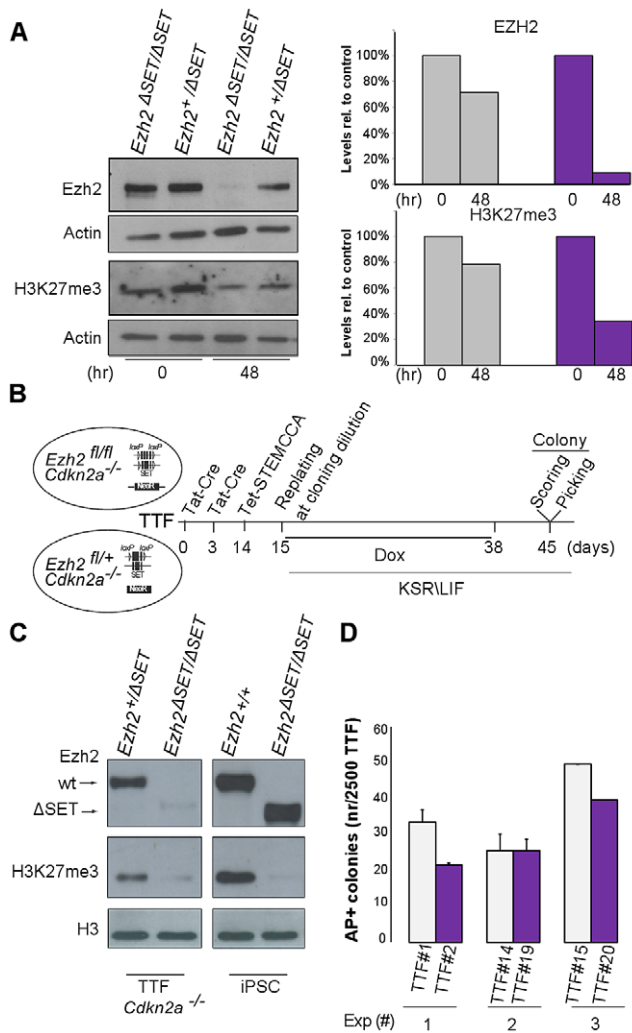 A
Ezh2 ΔSET/ΔSET
Ezh2+/ΔSET
Ezh2 ΔSET/ΔSET
Ezh2 +/ΔSET
Ezh2
Actin
H3K27me3
Actin
(hr) 0 48
EZH2
Levels rel. to control
100%
80%
60%
40%
20%
0%
(hr) 0 48 0 48
H3K27me3
Levels rel. to control
100%
80%
60%
40%
20%
0%
(hr) 0 48 0 48
B
Ezh2 fl/fl
Cdkn2a-/-
loxP loxP
SET
NeoR
Ezh2 fl/+
Cdkn2a-/-
loxP loxP
SET
NeoR
TTF
Tat-Cre
Tat-Cre
Tet-STEMCCA
Replating
at cloning dilution
Colony
Scoring
Picking
0 3 14 15 38 45 (days)
Dox
KSR\LIF
C
Ezh2+/ΔSET
Ezh2ΔSET/ΔSET
Ezh2+/+
Ezh2ΔSET/ΔSET
Ezh2
wt
ΔSET
H3K27me3
H3
TTF
Cdkn2a -/-
iPSC
D
AP+ colonies (nr/2500 TTF)
60
50
40
30
20
10
0
TTF#1
TTF#2
TTF#14
TTF#19
TTF#15
TTF#20
Exp (#) 1 2 3